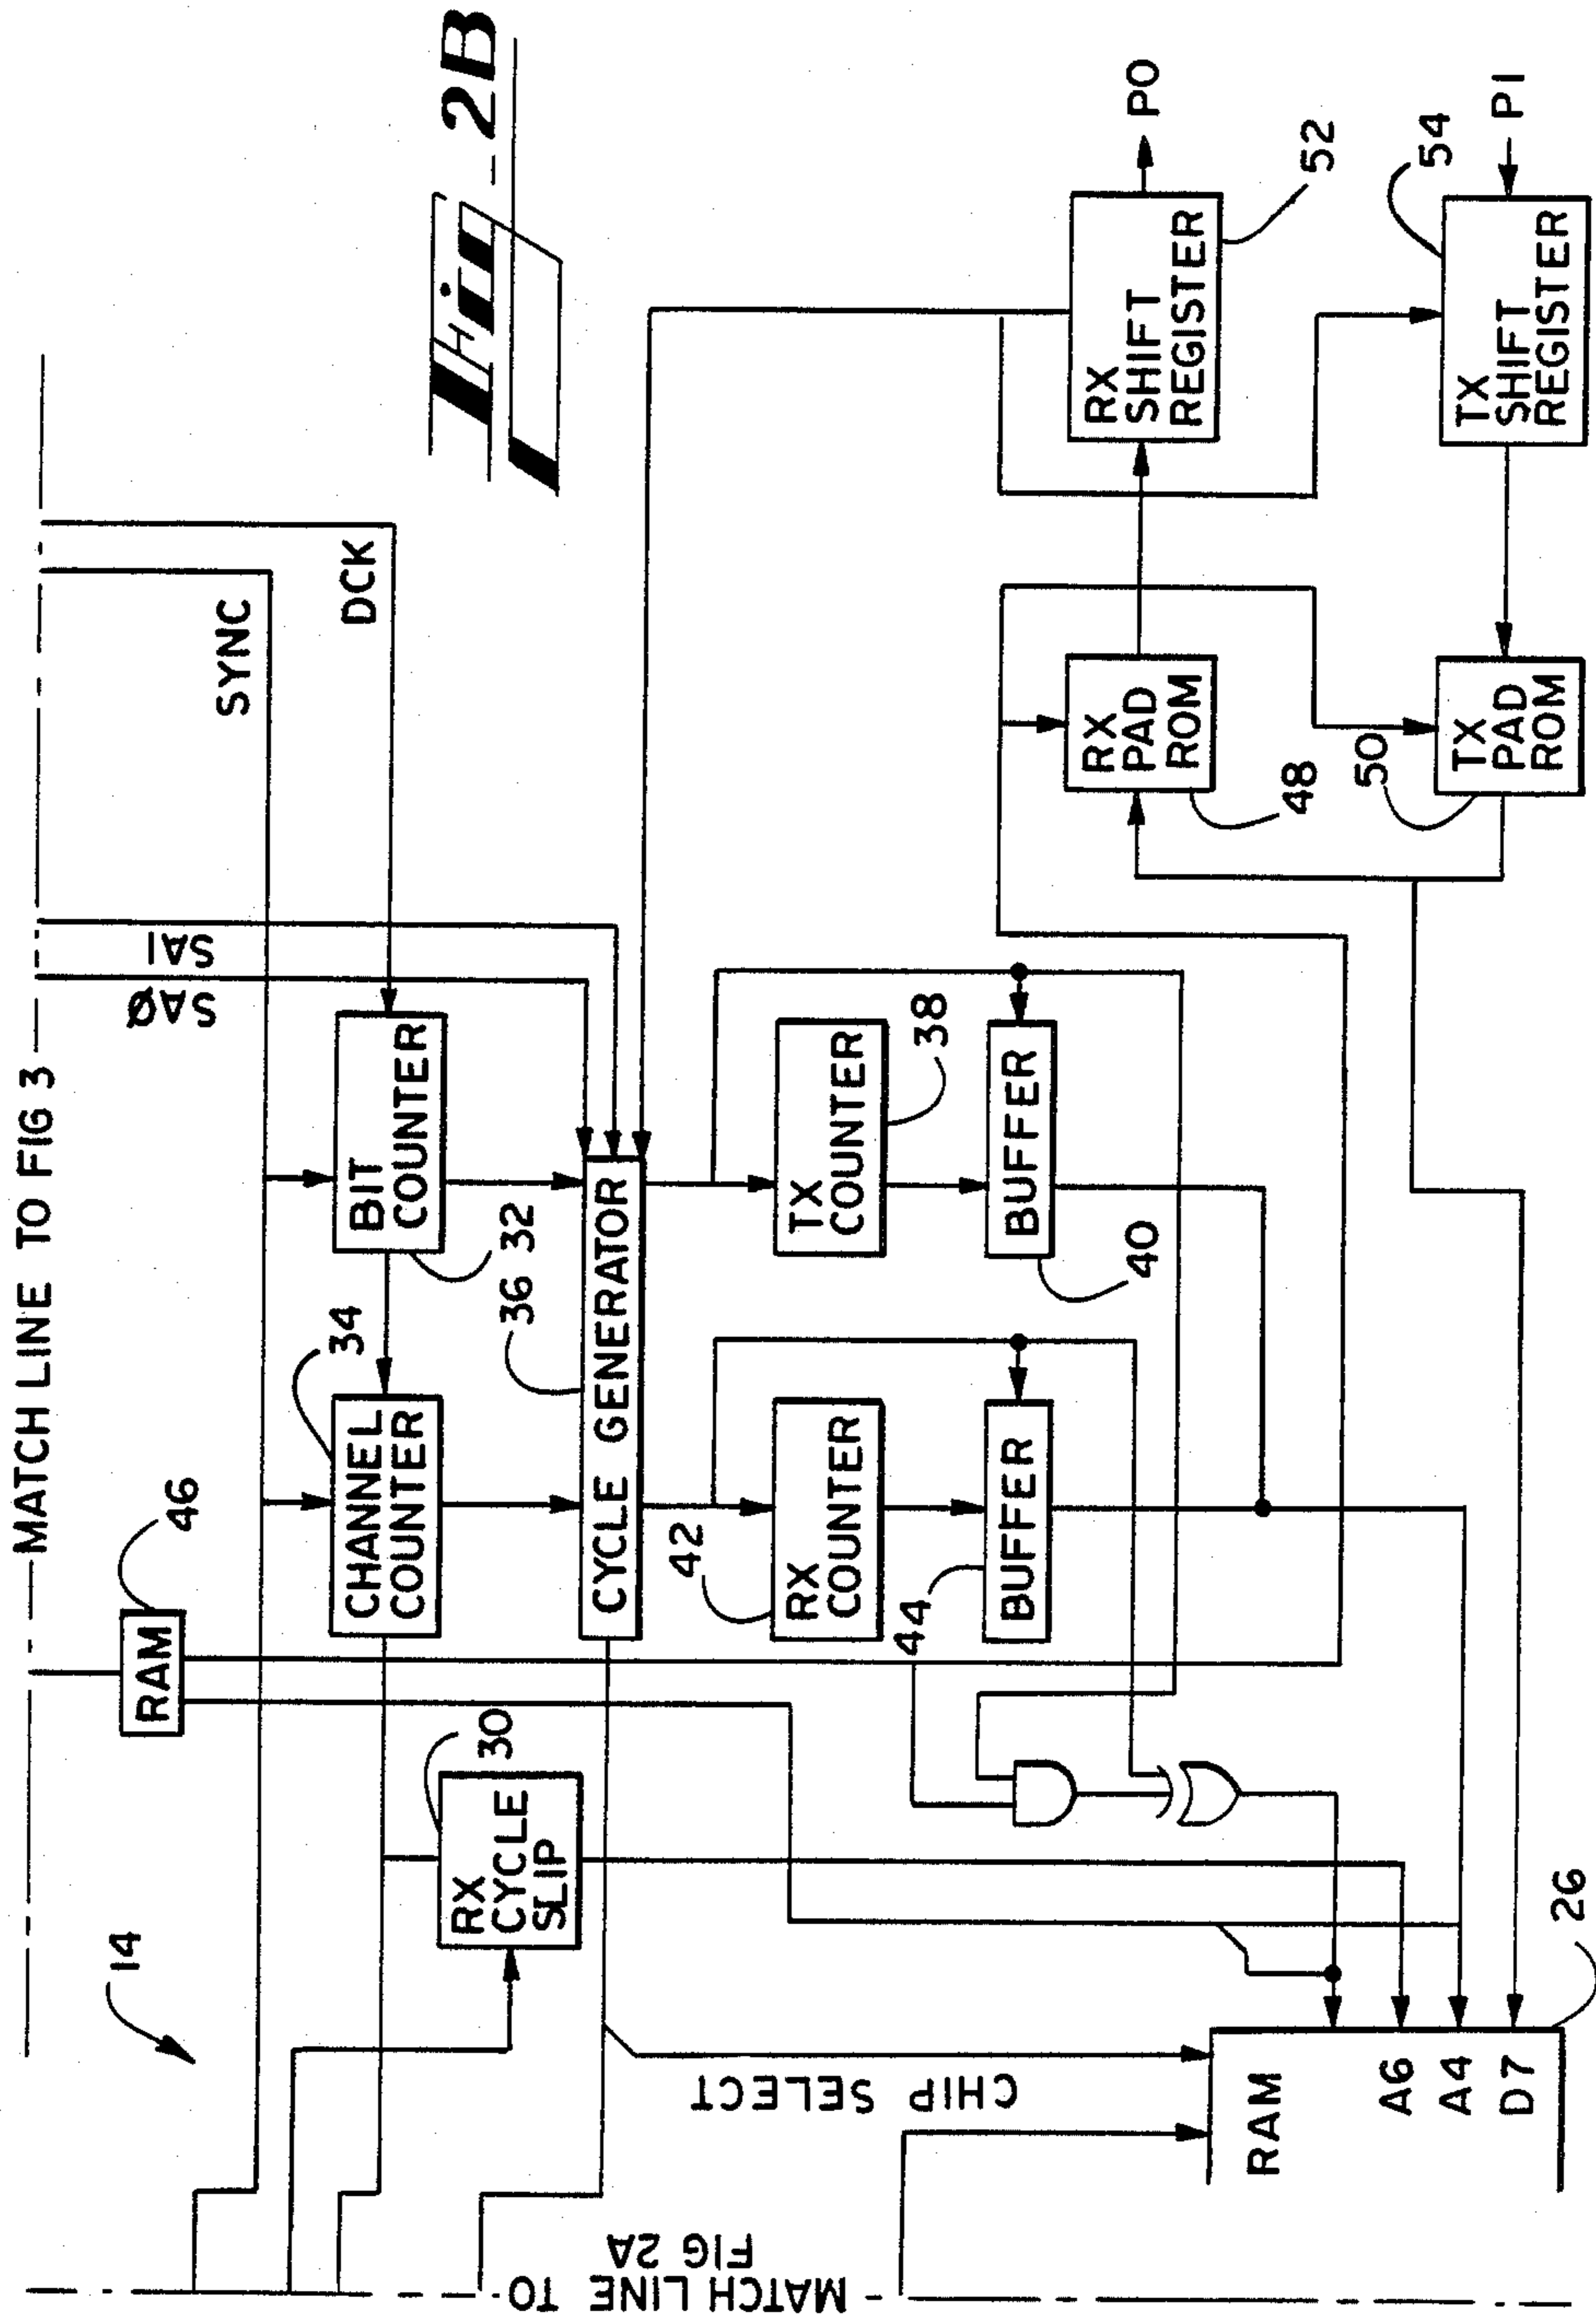 Fig-2B
MATCH LINE TO FIG 3
SAØ
SA1
SYNC
DCK
14
RAM
46
34
CHANNEL
COUNTER
BIT
COUNTER
32
30
RX
CYCLE
SLIP
36
CYCLE GENERATOR
42
RX
COUNTER
TX
COUNTER
38
44
BUFFER
BUFFER
40
MATCH LINE TO
FIG 2A
CHIP SELECT
RAM
A6
A4
D7
26
RX
PAD
ROM
48
RX
SHIFT
REGISTER
PO
52
50
TX
PAD
ROM
54
TX
SHIFT
REGISTER
PI